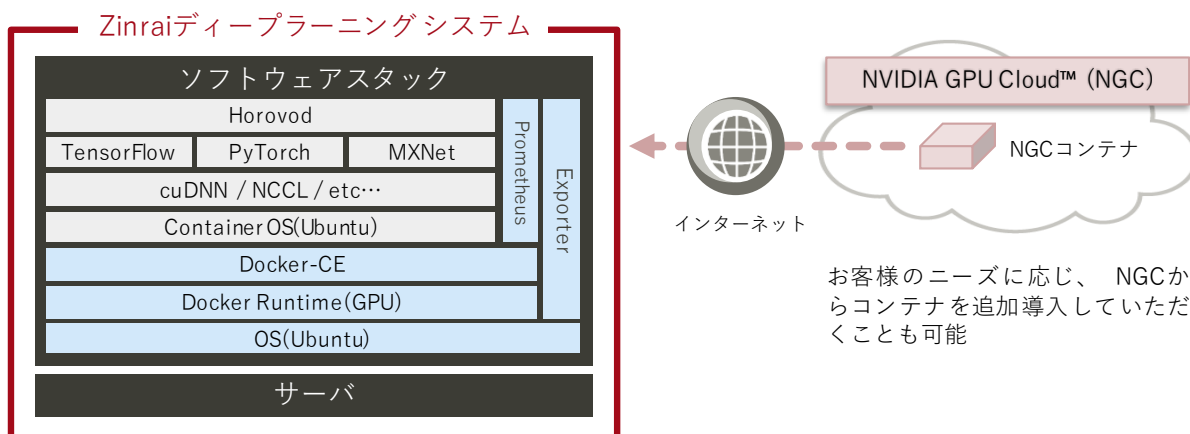 Zinraiディープラーニング システム
ソフトウェアスタック
Horovod
TensorFlow
PyTorch
MXNet
cuDNN / NCCL / etc…
Container OS(Ubuntu)
Prometheus
Exporter
Docker-CE
Docker Runtime(GPU)
OS(Ubuntu)
サーバ
インターネット
NVIDIA GPU Cloud™ (NGC)
NGCコンテナ
お客様のニーズに応じ、 NGCか
らコンテナを追加導入していただ
くことも可能